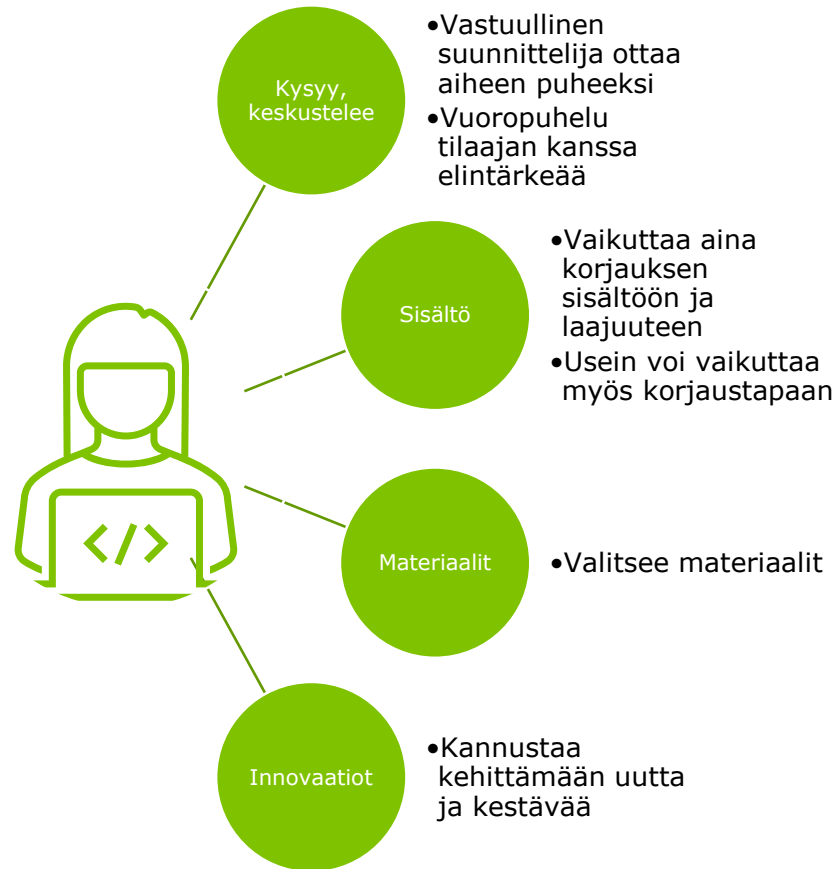 Kysyy,
keskustelee
•Vastuullinen
suunnittelija ottaa
aiheen puheeksi
•Vuoropuhelu
tilaajan kanssa
elintärkeää
Sisältö
•Vaikuttaa aina
korjauksen
sisältöön ja
laajuuteen
•Usein voi vaikuttaa
myös korjaustapaan
</>
Materiaalit
•Valitsee materiaalit
Innovaatiot
•Kannustaa
kehittämään uutta
ja kestävää